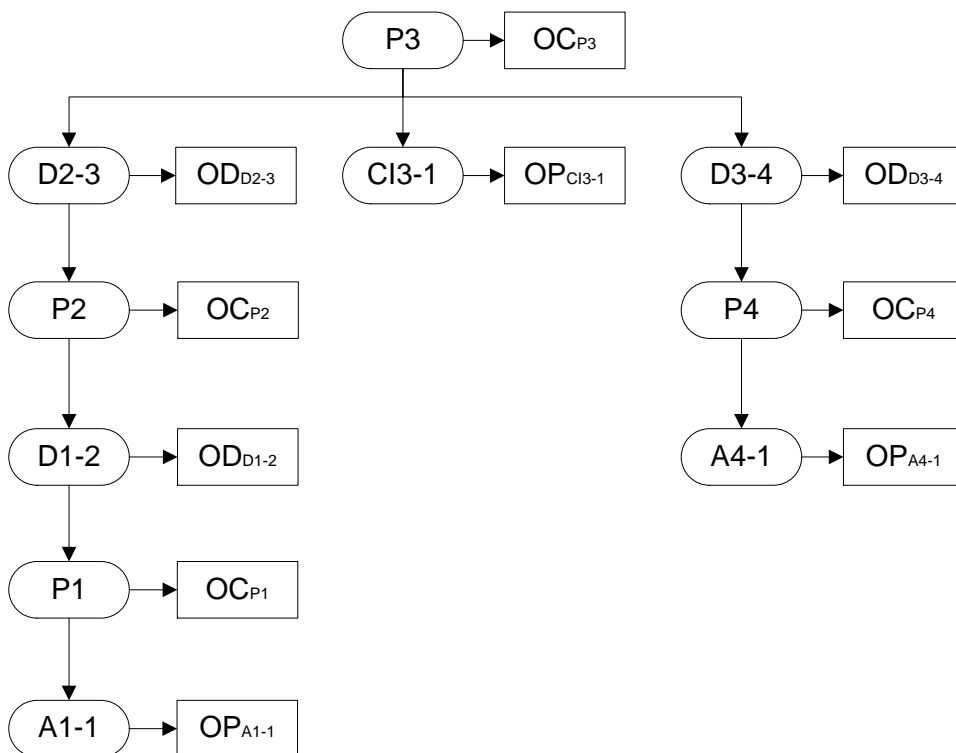 P3 OCP3
D2-3 ODD2-3 CI3-1 OPCI3-1 D3-4 ODD3-4
P2 OCP2 P4 OCP4
D1-2 ODD1-2 A4-1 OPA4-1
P1 OCP1
A1-1 OPA1-1